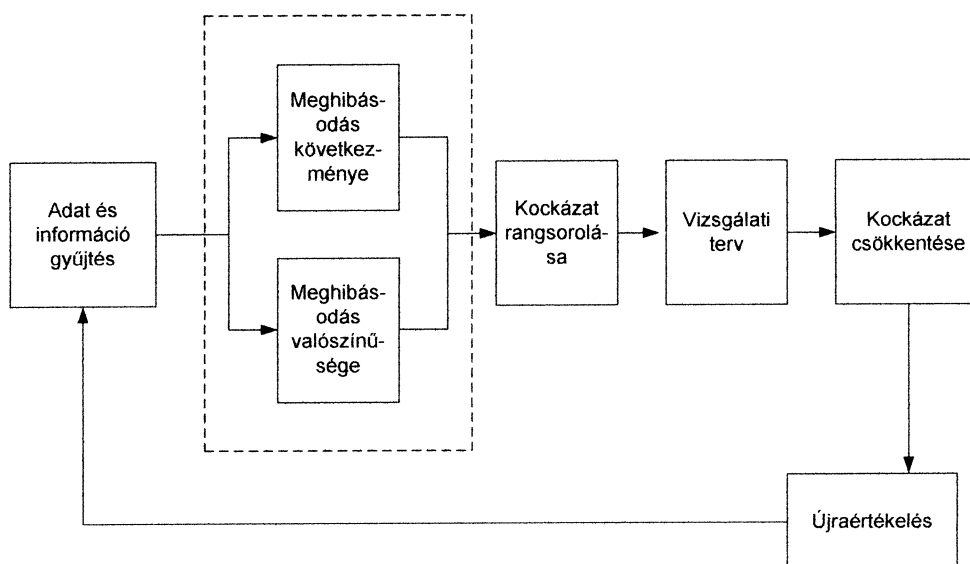 Adat és
információ
gyűjtés
Meghibás-
odás
következ-
ménye
Meghibás-
odás
valószínű-
sége
Kockázat
rangsorolá-
sa
Vizsgálati
terv
Kockázat
csökkentése
Újraértékelés